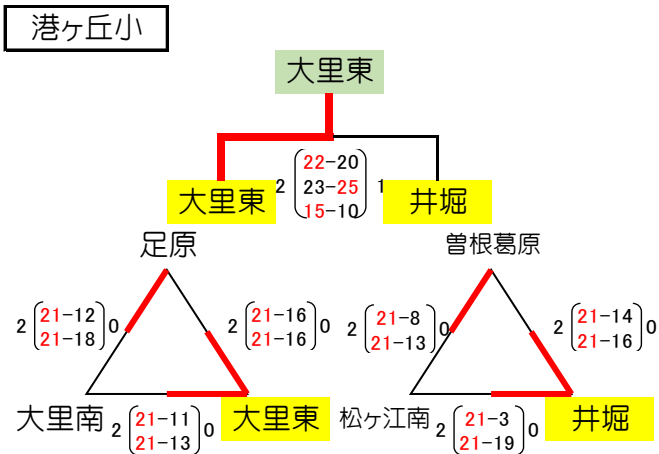 港ヶ丘小
大里東
大里東 2 22-20 23-25 15-10 1 井堀
足原
曽根葛原
2 21-12 21-18 0
2 21-16 21-16 0
2 21-8 21-13 0
2 21-14 21-16 0
大里南 2 21-11 21-13 0 大里東
松ヶ江南 2 21-3 21-19 0 井堀